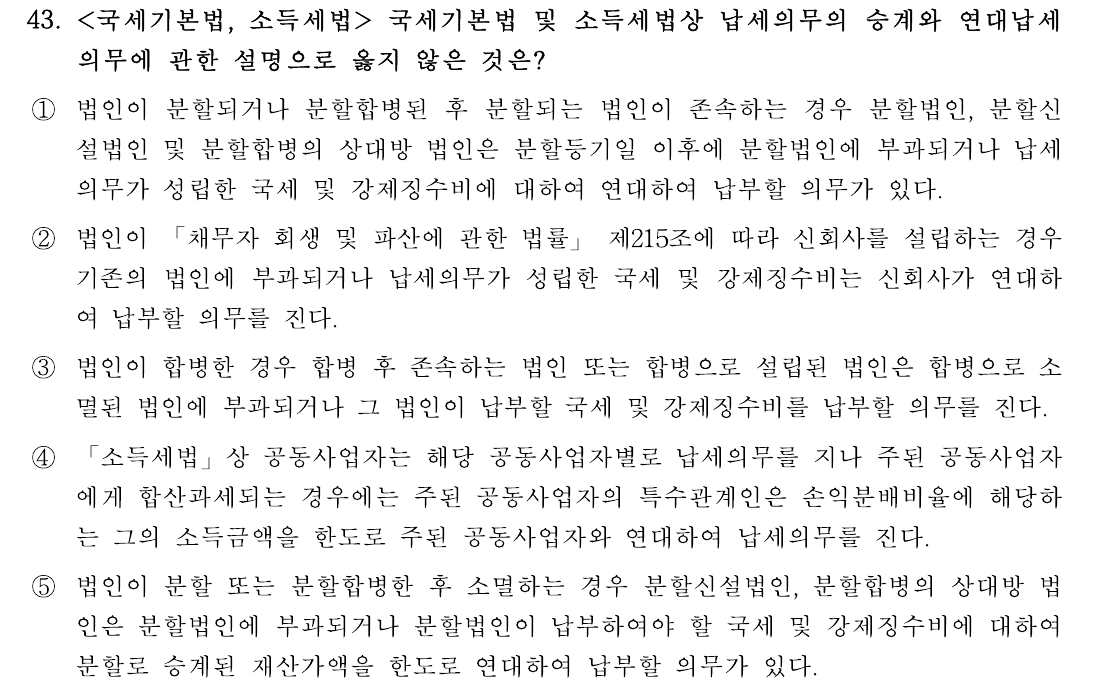 43. <국세기본법, 소득세법> 국세기본법 및 소득세법상 납세의무의 승계와 연대납세
의무에 관한 설명으로 옳지 않은 것은?
① 법인이 분할되거나 분할합병된 후 분할되는 법인이 존속하는 경우 분할법인, 분할신
설법인 및 분할합병의 상대방 법인은 분할등기일 이후에 분할법인에 부과되거나 납세
의무가 성립한 국세 및 강제징수비에 대하여 연대하여 납부할 의무가 있다.
② 법인이 「채무자 회생 및 파산에 관한 법률」 제215조에 따라 신회사를 설립하는 경우
기존의 법인에 부과되거나 납세의무가 성립한 국세 및 강제징수비는 신회사가 연대하
여 납부할 의무를 진다.
③ 법인이 합병한 경우 합병 후 존속하는 법인 또는 합병으로 설립된 법인은 합병으로 소
멸된 법인에 부과되거나 그 법인이 납부할 국세 및 강제징수비를 납부할 의무를 진다.
④ 「소득세법」상 공동사업자는 해당 공동사업자별로 납세의무를 지나 주된 공동사업자
에게 합산과세되는 경우에는 주된 공동사업자의 특수관계인은 손익분배비율에 해당하
는 그의 소득금액을 한도로 주된 공동사업자와 연대하여 납세의무를 진다.
⑤ 법인이 분할 또는 분할합병한 후 소멸하는 경우 분할신설법인, 분할합병의 상대방 법
인은 분할법인에 부과되거나 분할법인이 납부하여야 할 국세 및 강제징수비에 대하여
분할로 승계된 재산가액을 한도로 연대하여 납부할 의무가 있다.